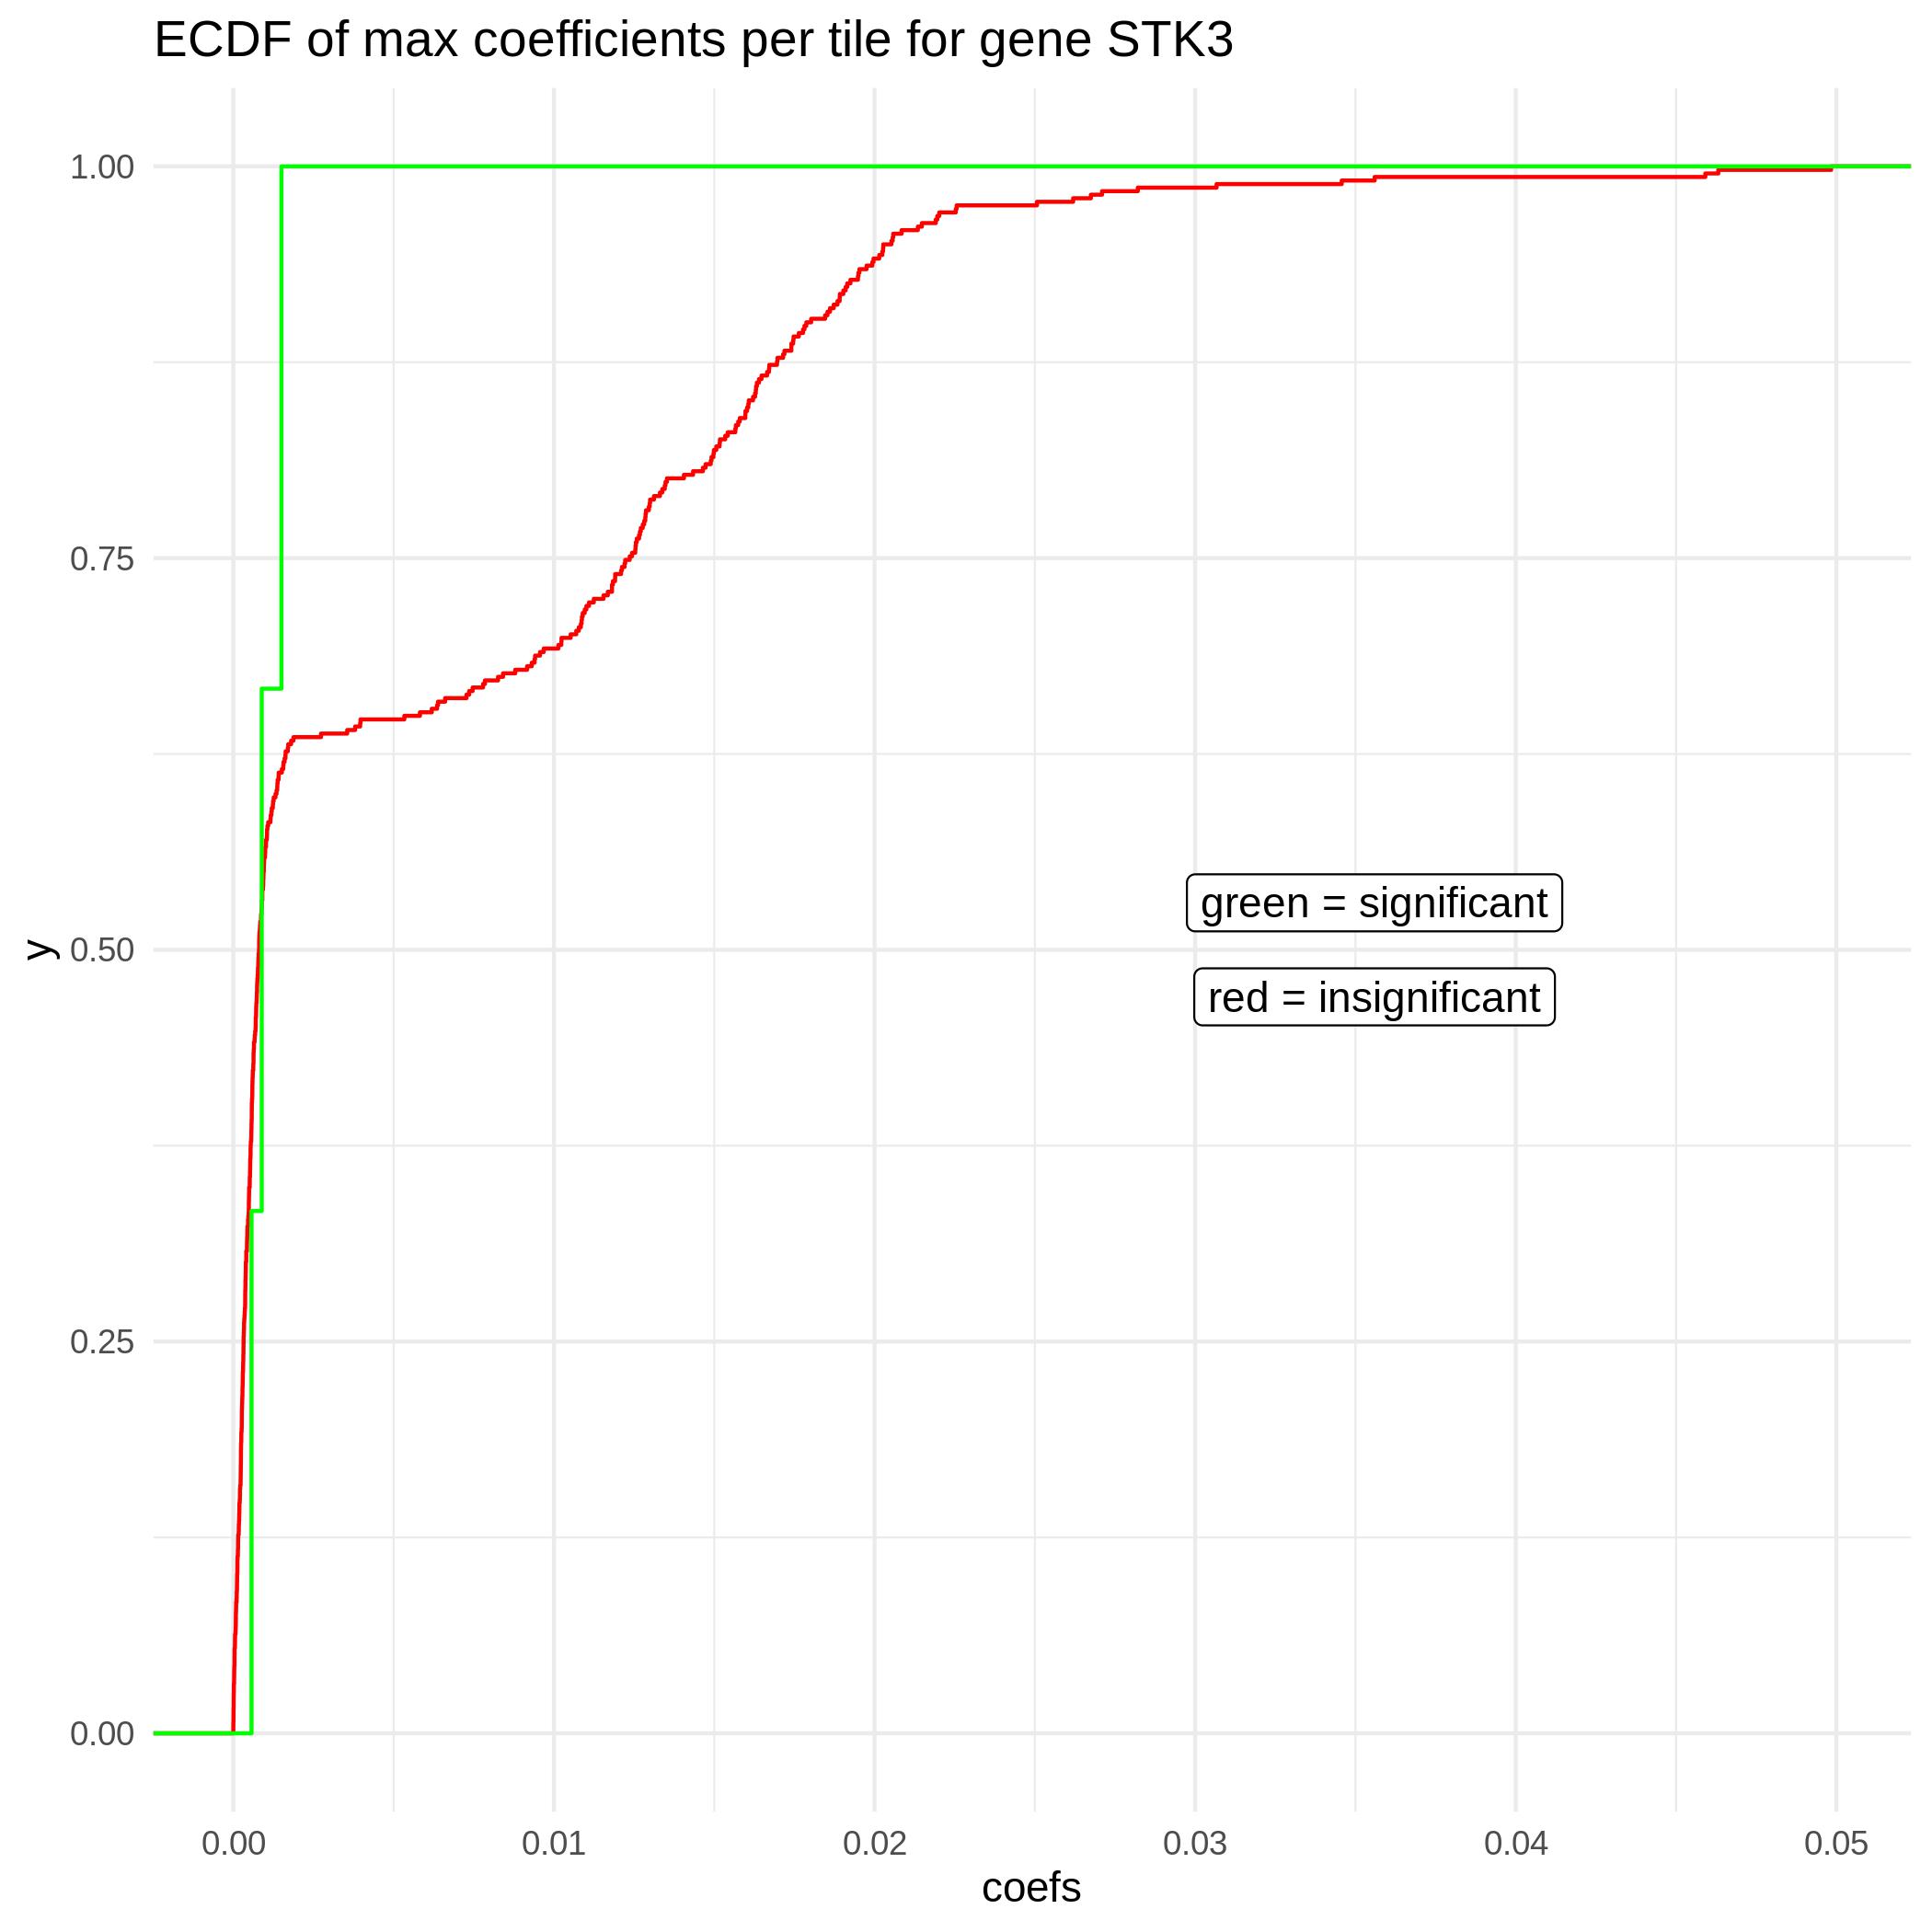 ECDF of max coefficients per tile for gene STK3
1.00
0.75
y
0.50
0.25
0.00
green = significant
red = insignificant
0.00 0.01 0.02 0.03 0.04 0.05
coefs